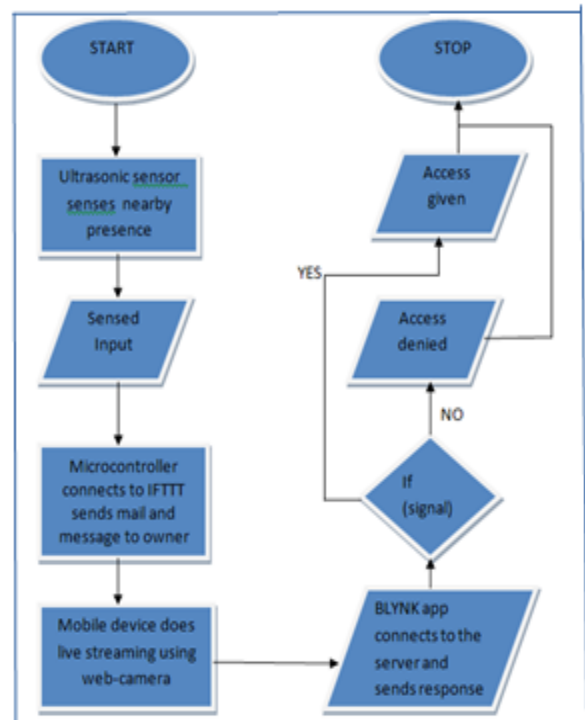 START
Ultrasonic sensor
senses nearby
presence
Sensed
Input
Microcontroller
connects to IFTTT
sends mail and
message to owner
Mobile device does
live streaming using
web-camera
BLYNK app
connects to the
server and
sends response
If
(signal)
NO
Access
denied
YES
Access
given
STOP